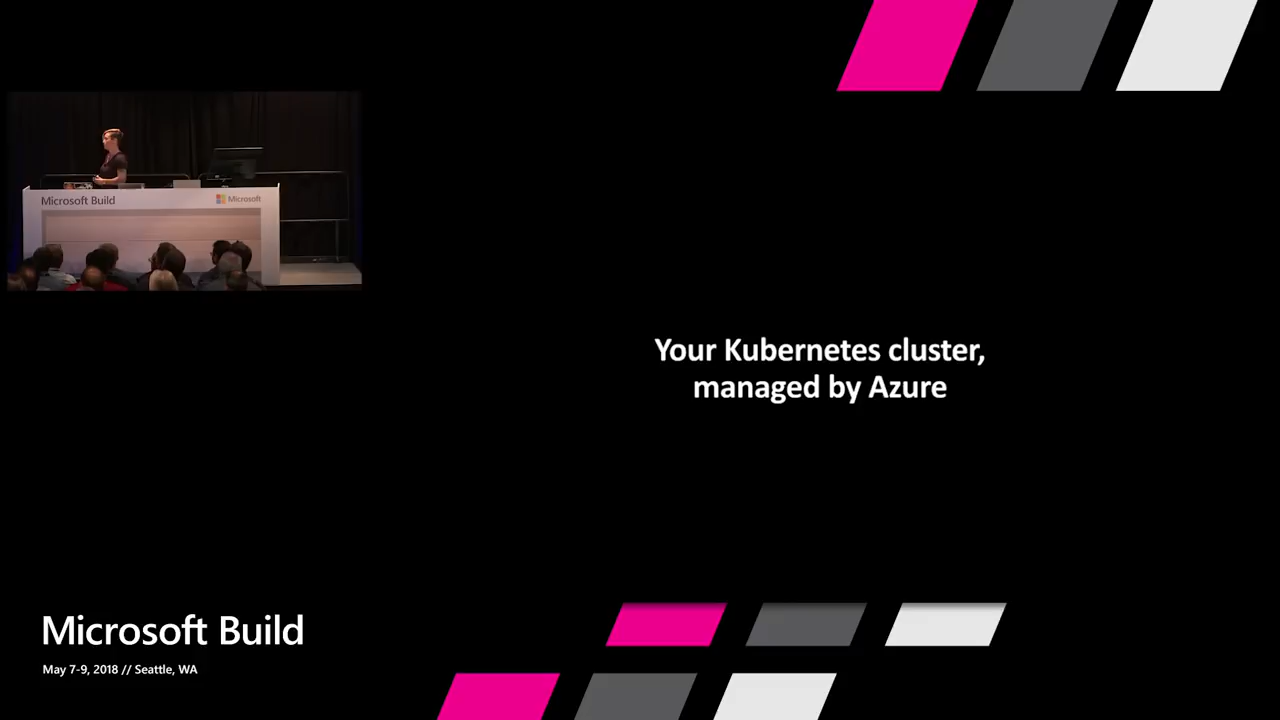 Microsoft Build
Microsoft
Your Kubernetes cluster,
managed by Azure
Microsoft Build
May 7-9, 2018 // Seattle, WA